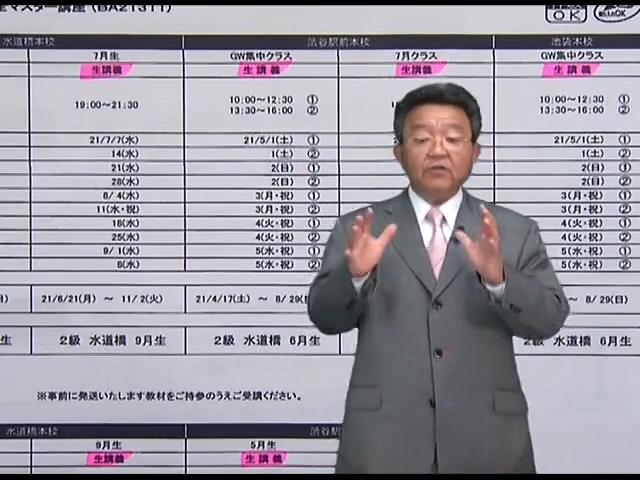 マスター講座 (BA21311)
OK
OK
水道橋本校 渋谷駅前本校 池袋本校
7月生 GW集中クラス 7月クラス GW集中クラス
生講義 生講義 生講義 生講義
19:00～21:30 10:00～12:30 ① 10:00～12:30 ①
13:30～16:00 ② 13:30～16:00 ②
21/7/7(水) 21/5/1(土) ① 21/5/1(土) ①
14(水) 1(土) ② 1(土) ②
21(水) 2(日) ① 2(日) ①
28(水) 2(日) ② 2(日) ②
8/4(水) 3(月・祝) ① 3(月・祝) ①
11(水・祝) 3(月・祝) ② 3(月・祝) ②
18(水) 4(火・祝) ① 4(火・祝) ①
25(水) 4(火・祝) ② 4(火・祝) ②
9/1(水) 5(水・祝) ① 5(水・祝) ①
8(水) 5(水・祝) ② 5(水・祝) ②
21/6/21(月) ～ 11/2(火) 21/4/17(土) ～ 8/29(日 ～ 8/29(日)
生 2級 水道橋 9月生 2級 水道橋 6月生 2級 水道橋 6月生
※事前に発送いたします教材をご持参のうえご受講ください。
水道橋本校 渋谷駅
9月生 5月生
生講義 生講義